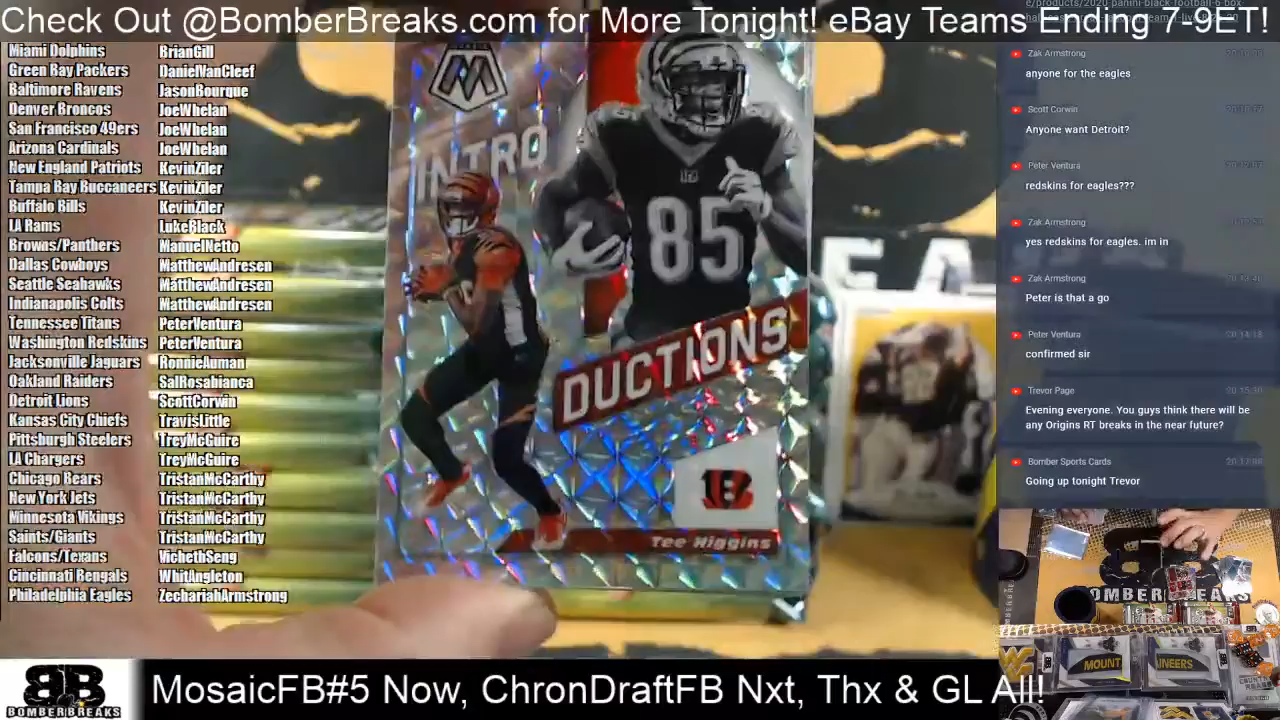 Check Out @BomberBreaks.com for More Tonight! eBay Teams Ending 7-9ET!
Miami Dolphins BrianGill
Green Bay Packers DanielVanCleef
Baltimore Ravens JasonBourque
Denver Broncos JoeWhelan
San Francisco 49ers JoeWhelan
Arizona Cardinals JoeWhelan
New England Patriots KevinZiler
Tampa Bay Buccaneers KevinZiler
Buffalo Bills KevinZiler
LA Rams LukeBlack
Browns/Panthers ManuelNetto
Dallas Cowboys MatthewAndresen
Seattle Seahawks MatthewAndresen
Indianapolis Colts MatthewAndresen
Tennessee Titans PeterVentura
Washington Redskins PeterVentura
Jacksonville Jaguars RonnieAuman
Oakland Raiders SalRosabianca
Detroit Lions ScottCorwin
Kansas City Chiefs TravisLittle
Pittsburgh Steelers TreyMcGuire
LA Chargers TreyMcGuire
Chicago Bears TristanMcCarthy
New York Jets TristanMcCarthy
Minnesota Vikings TristanMcCarthy
Saints/Giants TristanMcCarthy
Falcons/Texans VichethSeng
Cincinnati Bengals WhitAngleton
Philadelphia Eagles ZechariahArmstrong
M
INTRO
85
DUCTIONS
B
Tee Higgins
EA
Zak Armstrong
anyone for the eagles
Scott Corwin
Anyone want Detroit?
Peter Ventura
redskins for eagles???
Zak Armstrong
yes redskins for eagles. im in
Zak Armstrong
Peter is that a go
Peter Ventura
confirmed sir
Trevor Page
Evening everyone. You guys think there will be
any Origins RT breaks in the near future?
Bomber Sports Cards
Going up tonight Trevor
BOMBERBREAKS
MOUNT
AINEERS
BB
BOMBERBREAKS
MosaicFB#5 Now, ChronDraftFB Nxt, Thx & GL All!